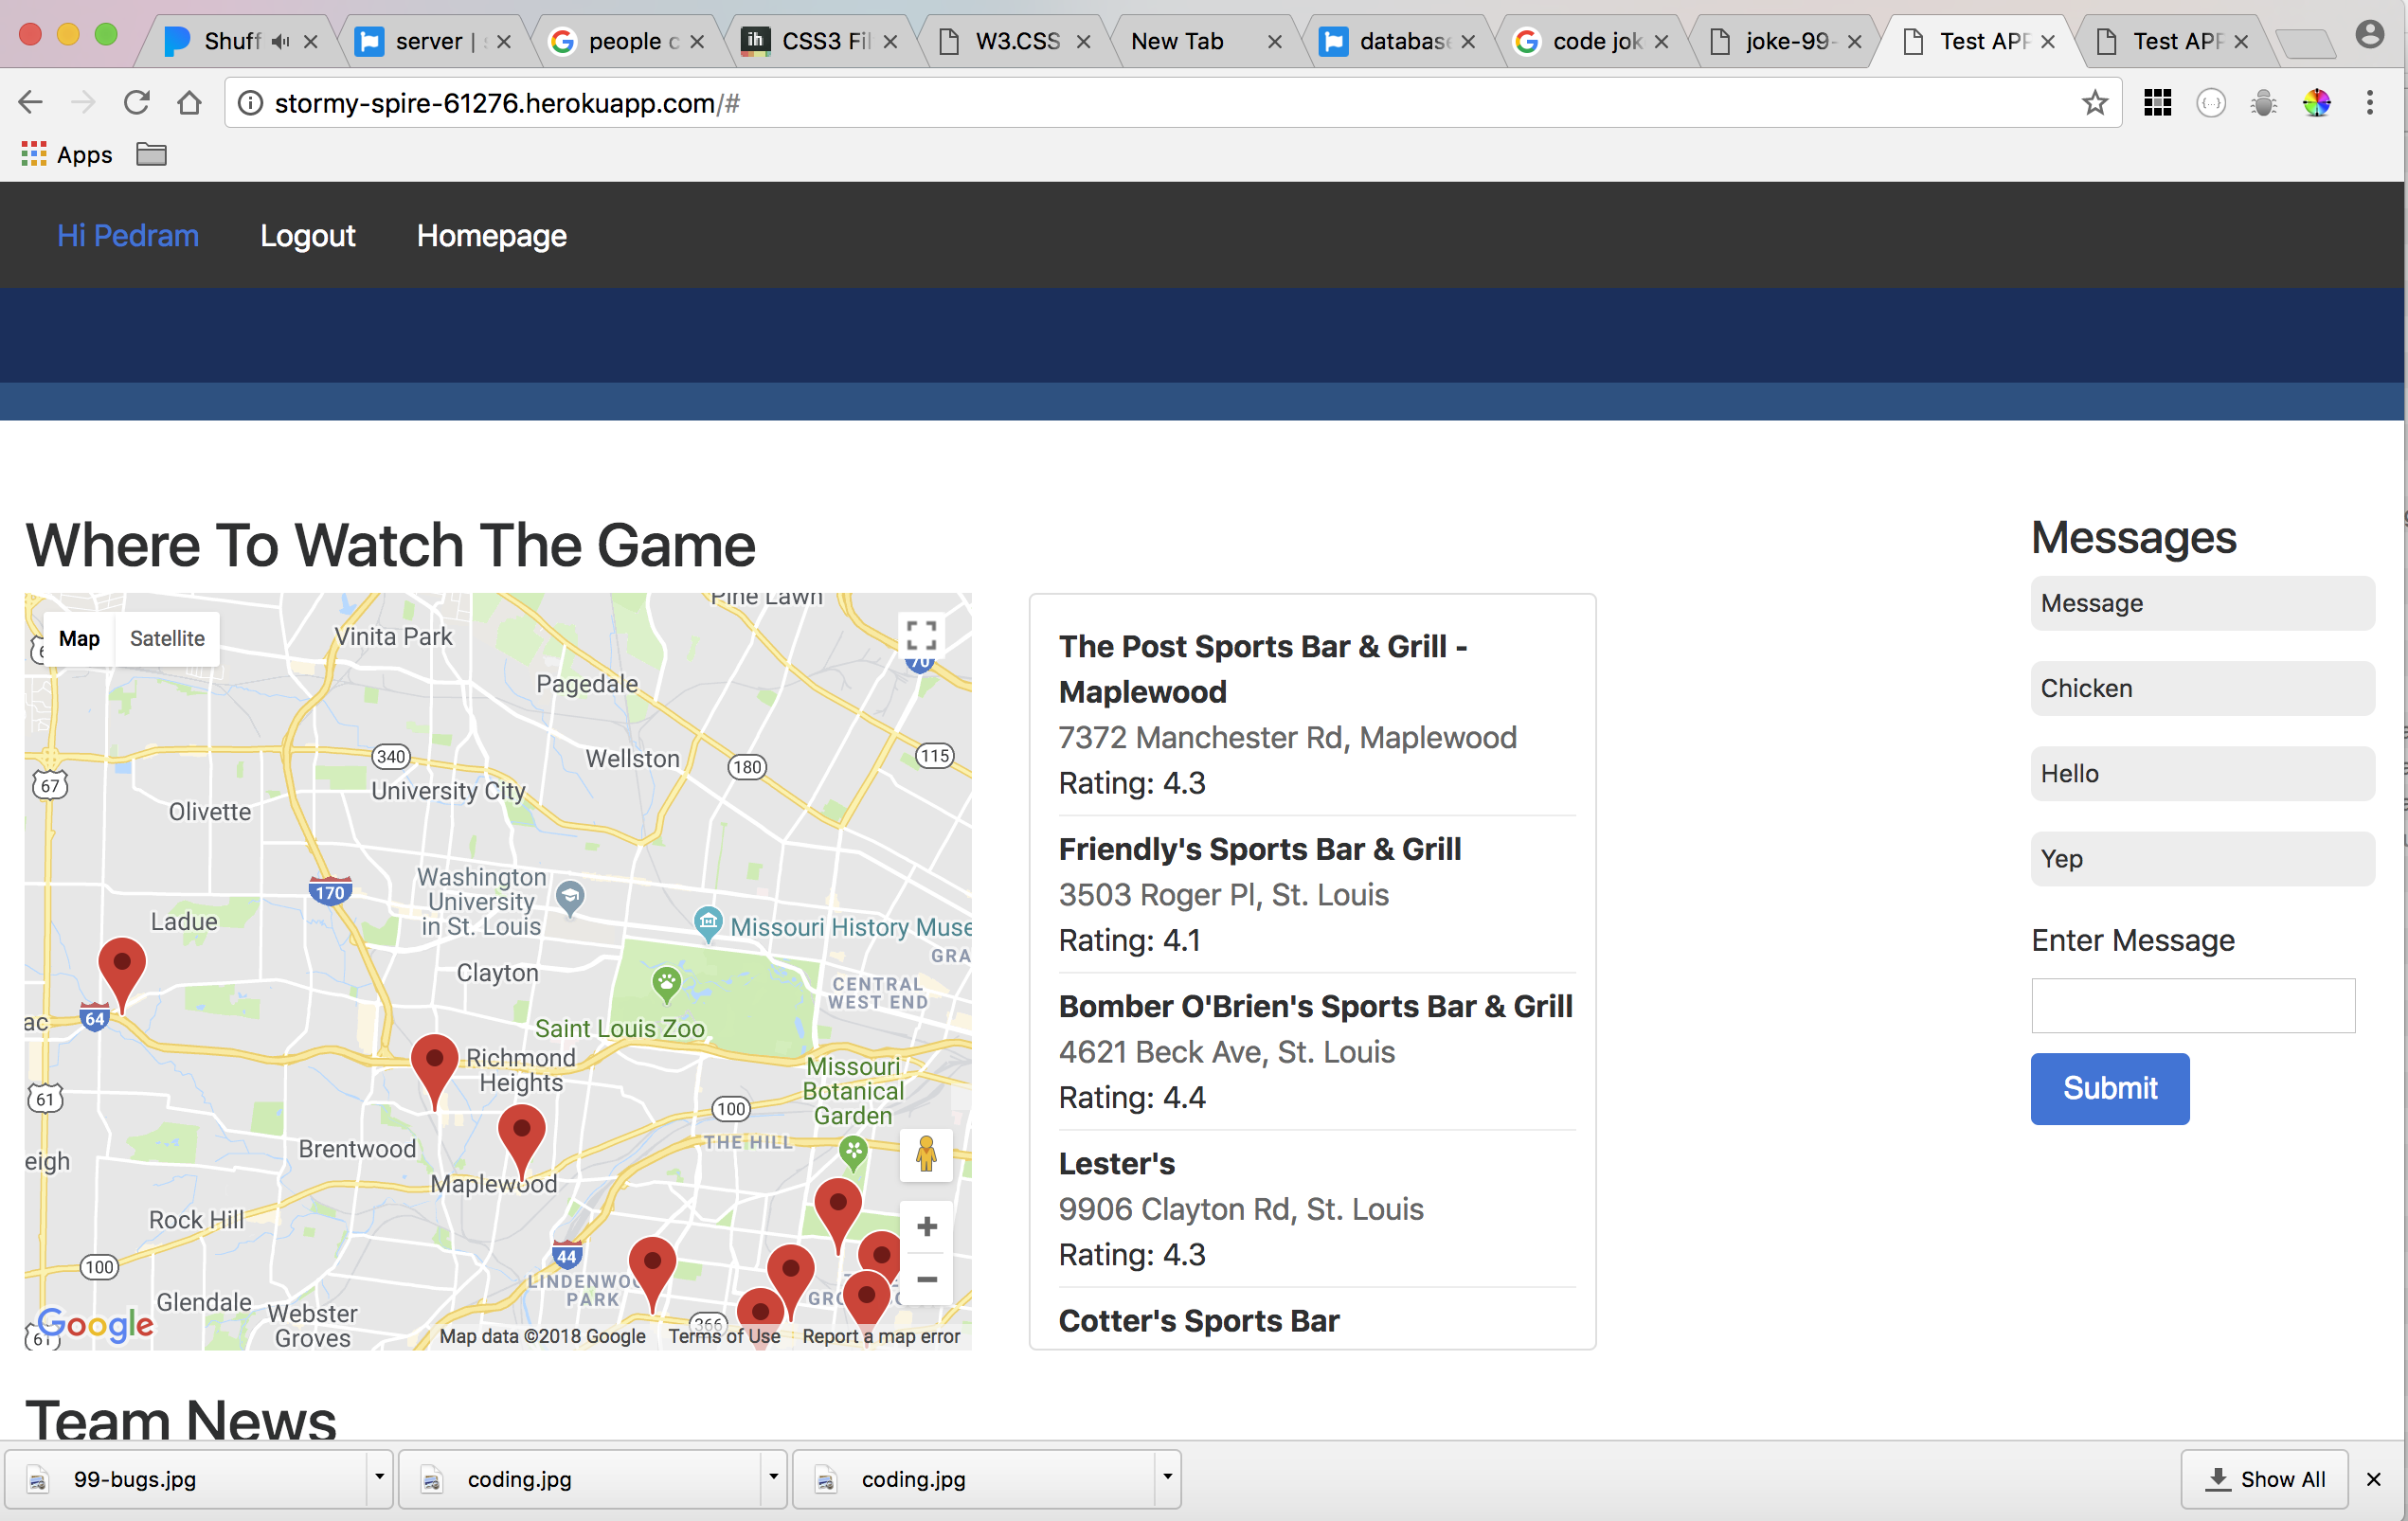 Shuff
server |
people c
CSS3 Fil
W3.CSS
New Tab
databas
code jok
joke-99-
Test APP
Test APP
stormy-spire-61276.herokuapp.com/#
Apps
Hi Pedram
Logout
Homepage
Where To Watch The Game
Map
Satellite
Pine Lawn
Vinita Park
70
Pagedale
Wellston
340
180
115
67
University City
Olivette
170
Washington
University
in St. Louis
Ladue
Missouri History Muse
GRA
Clayton
CENTRAL
WEST END
64
ac
Saint Louis Zoo
Richmond
Heights
Missouri
Botanical
Garden
61
100
THE HILL
Brentwood
eigh
Maplewood
Rock Hill
44
100
LINDENWO
PARK
GRO
Glendale
Webster
Groves
366
61
Google
Map data ©2018 Google
Terms of Use
Report a map error
The Post Sports Bar & Grill -
Maplewood
7372 Manchester Rd, Maplewood
Rating: 4.3
Friendly's Sports Bar & Grill
3503 Roger Pl, St. Louis
Rating: 4.1
Bomber O'Brien's Sports Bar & Grill
4621 Beck Ave, St. Louis
Rating: 4.4
Lester's
9906 Clayton Rd, St. Louis
Rating: 4.3
Cotter's Sports Bar
Messages
Message
Chicken
Hello
Yep
Enter Message
Submit
Team News
99-bugs.jpg
coding.jpg
coding.jpg
Show All